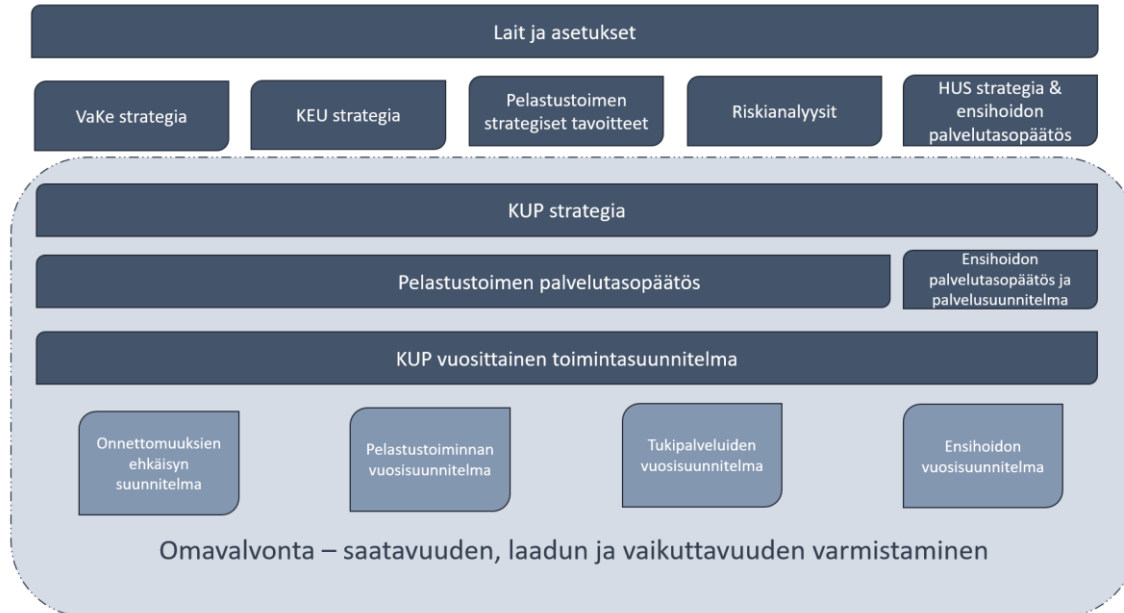 Lait ja asetukset
VaKe strategia
KEU strategia
Pelastustoimen
strategiset tavoitteet
Riskianalyysit
HUS strategia &
ensihoidon
palvelutasopäätös
KUP strategia
Pelastustoimen palvelutasopäätös
Ensihoidon
palvelutasopäätös ja
palvelusuunnitelma
KUP vuosittainen toimintasuunnitelma
Onnettomuuksien
ehkäisyn
suunnitelma
Pelastustoiminnan
vuosisuunnitelma
Tukipalveluiden
vuosisuunnitelma
Ensihoidon
vuosisuunnitelma
Omavalvonta – saatavuuden, laadun ja vaikuttavuuden varmistaminen